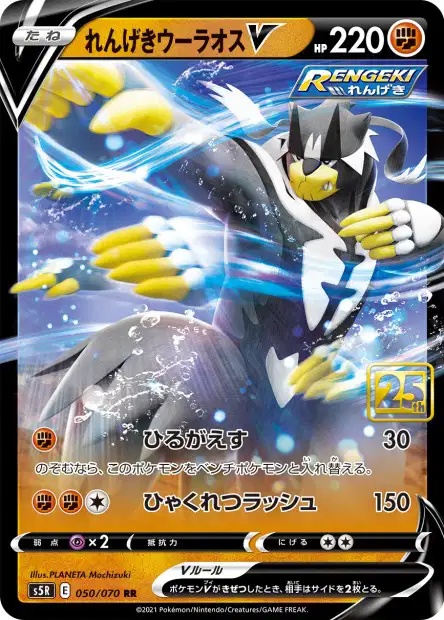 たね れんげきウーラオスV HP 220
RENGEKI
れんげき
25th
ひるがえす 30
のぞむなら、このポケモンをベンチポケモンと入れ替える。
ひゃくれつラッシュ 150
弱点 ×2 抵抗力 にげる
Illus. PLANETA Mochizuki
Vルール
ポケモンVがきぜつしたとき、相手はサイドを2枚とる。
s5R E 050/070 RR
©2021 Pokémon/Nintendo/Creatures/GAME FREAK.